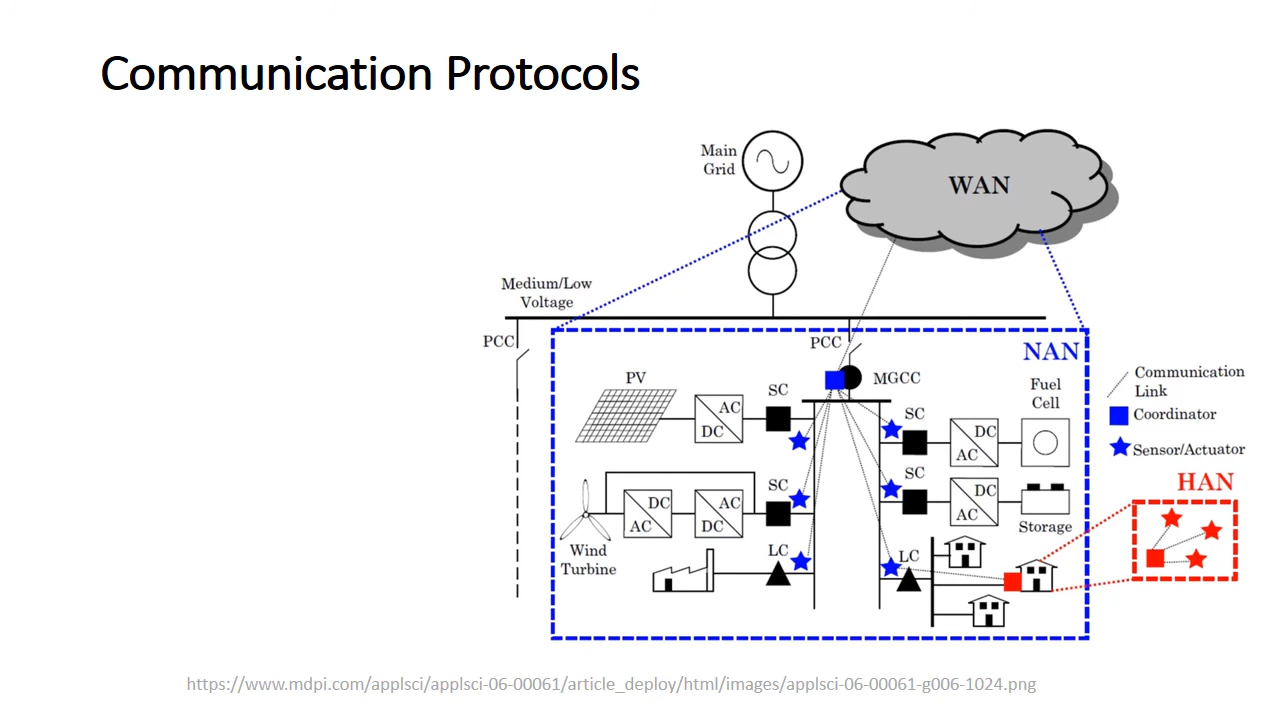 Communication Protocols
Main
Grid
WAN
Medium/Low
Voltage
PCC
PCC
NAN
MGCC
PV
SC
AC
DC
SC
DC
AC
Fuel
Cell
Communication
Link
Coordinator
Sensor/Actuator
HAN
SC
DC
AC
AC
DC
SC
DC
AC
Storage
Wind
Turbine
LC
LC
https://www.mdpi.com/applsci/applsci-06-00061/article_deploy/html/images/applsci-06-00061-g006-1024.png